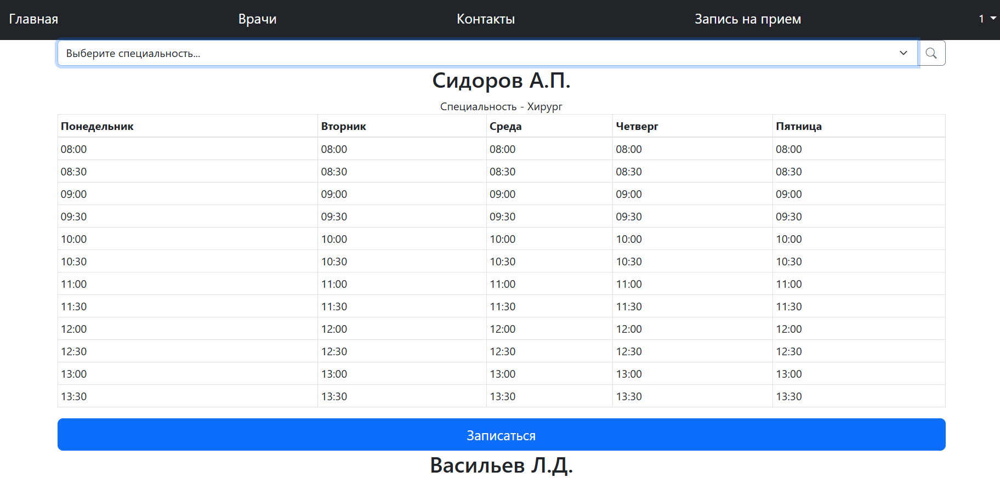 Главная Врачи Контакты Запись на прием 1
Выберите специальность...
Сидоров А.П.
Специальность - Хирург
Понедельник Вторник Среда Четверг Пятница
08:00 08:00 08:00 08:00 08:00
08:30 08:30 08:30 08:30 08:30
09:00 09:00 09:00 09:00 09:00
09:30 09:30 09:30 09:30 09:30
10:00 10:00 10:00 10:00 10:00
10:30 10:30 10:30 10:30 10:30
11:00 11:00 11:00 11:00 11:00
11:30 11:30 11:30 11:30 11:30
12:00 12:00 12:00 12:00 12:00
12:30 12:30 12:30 12:30 12:30
13:00 13:00 13:00 13:00 13:00
13:30 13:30 13:30 13:30 13:30
Записаться
Васильев Л.Д.